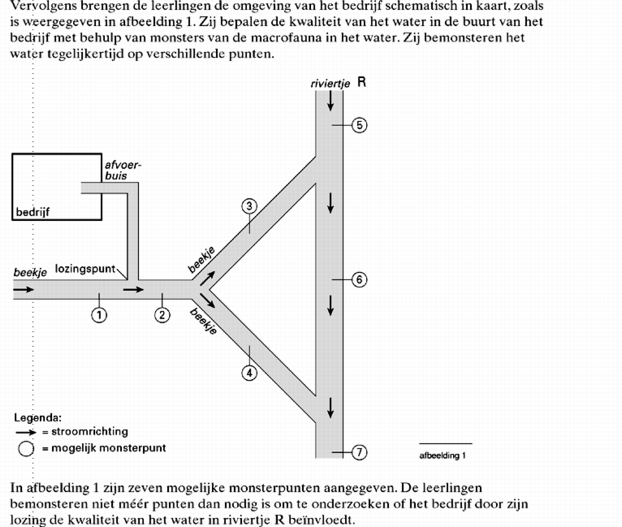 Vervolgens brengen de leerlingen de omgeving van het bedrijf schematisch in kaart, zoals
is weergegeven in afbeelding 1. Zij bepalen de kwaliteit van het water in de buurt van het
bedrijf met behulp van monsters van de macrofauna in het water. Zij bemonsteren het
water tegelijkertijd op verschillende punten.
riviertje R
5
afvoer-
buis
bedrijf
3
beekje
beekje
lozingspunt
6
1
2
beekje
4
Legenda:
→ = stroomrichting
○ = mogelijk monsterpunt
7
afbeelding 1
In afbeelding 1 zijn zeven mogelijke monsterpunten aangegeven. De leerlingen
bemonsteren niet méér punten dan nodig is om te onderzoeken of het bedrijf door zijn
lozing de kwaliteit van het water in riviertje R beïnvloedt.